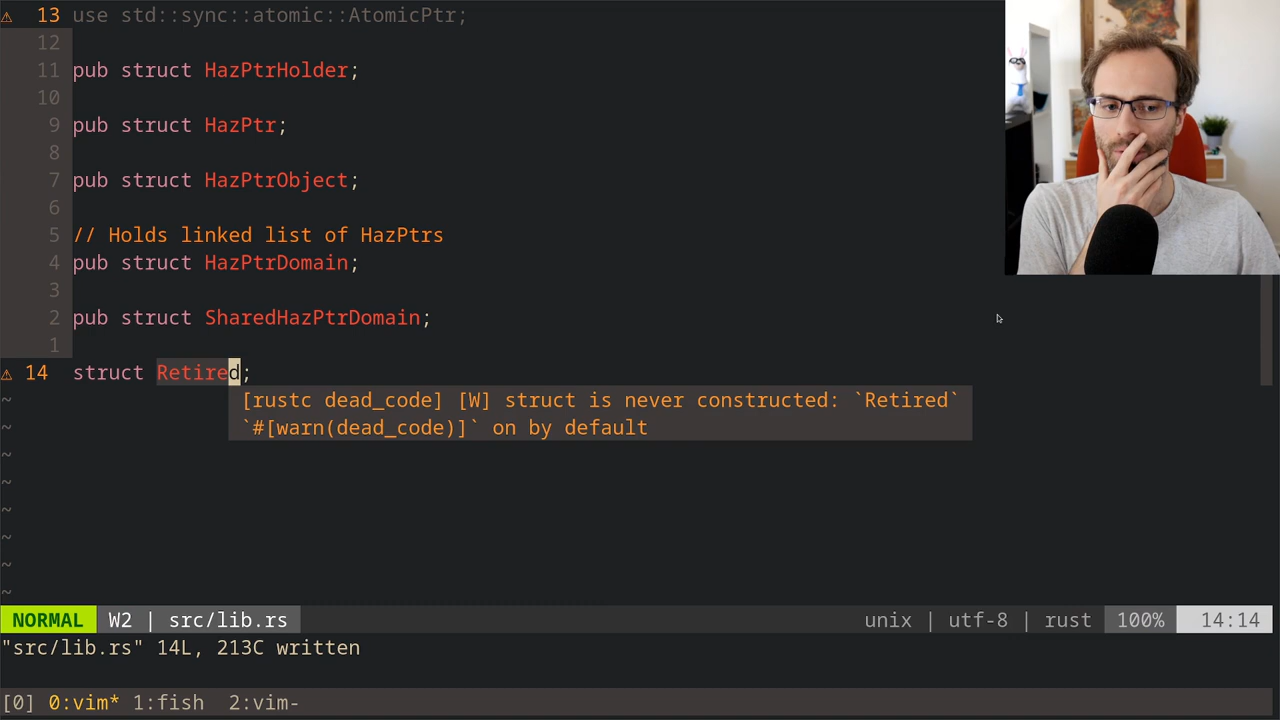 ⚠ 13 use std::sync::atomic::AtomicPtr;
12
11 pub struct HazPtrHolder;
10
9 pub struct HazPtr;
8
7 pub struct HazPtrObject;
6
5 // Holds linked list of HazPtrs
4 pub struct HazPtrDomain;
3
2 pub struct SharedHazPtrDomain;
1
⚠ 14 struct Retired;
~ [rustc dead_code] [W] struct is never constructed: `Retired`
~ `#[warn(dead_code)]` on by default
~
~
~
~
~
~
NORMAL W2 | src/lib.rs unix | utf-8 | rust 100% 14:14
"src/lib.rs" 14L, 213C written
[0] 0:vim* 1:fish 2:vim-